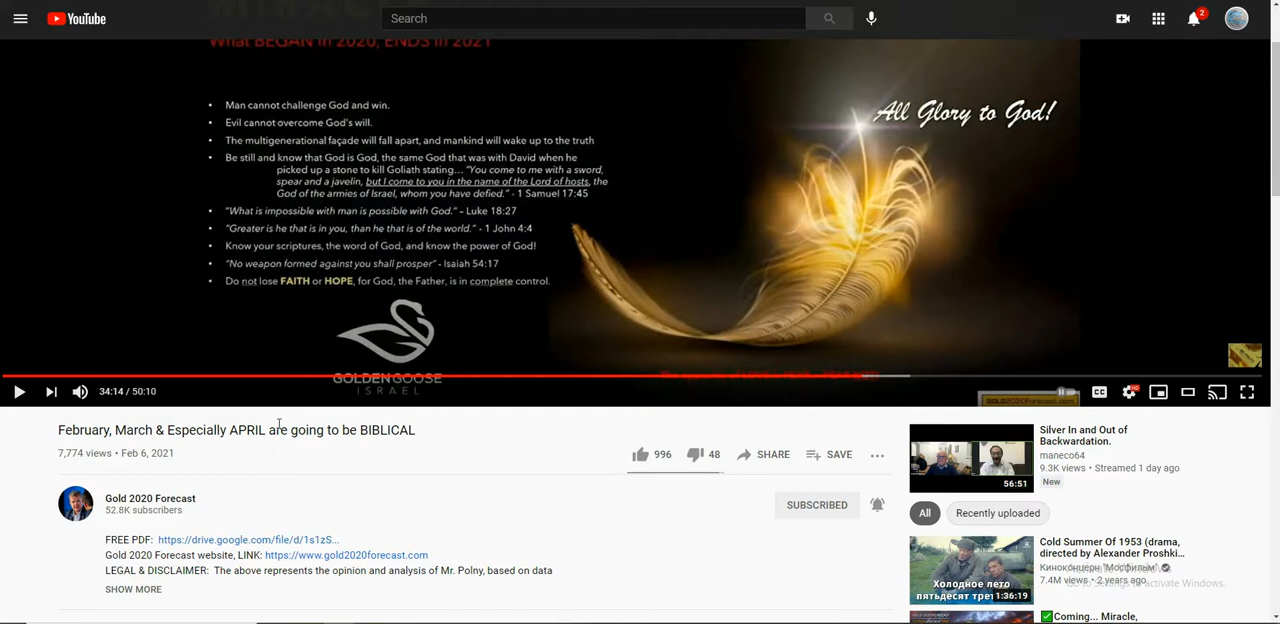 YouTube
Search
2
What BEGAN in 2020, ENDS in 2021
• Man cannot challenge God and win.
• Evil cannot overcome God's will.
• The multigenerational façade will fall apart, and mankind will wake up to the truth
• Be still and know that God is God, the same God that was with David when he
picked up a stone to kill Goliath stating… "You come to me with a sword,
spear and a javelin, but I come to you in the name of the Lord of hosts, the
God of the armies of Israel, whom you have defied." - 1 Samuel 17:45
• "What is impossible with man is possible with God." – Luke 18:27
• "Greater is he that is in you, than he that is of the world." - 1 John 4:4
• Know your scriptures, the word of God, and know the power of God!
• "No weapon formed against you shall prosper" - Isaiah 54:17
• Do not lose FAITH or HOPE, for God, the Father, is in complete control.
All Glory to God!
GOLDEN GOOSE
ISRAEL
GOLD2020Forecast.com
34:14 / 50:10
CC
HD
February, March & Especially APRIL are going to be BIBLICAL
7,774 views • Feb 6, 2021
996
48
SHARE
SAVE
Gold 2020 Forecast
52.8K subscribers
SUBSCRIBED
FREE PDF: https://drive.google.com/file/d/1s1zS...
Gold 2020 Forecast website, LINK: https://www.gold2020forecast.com
LEGAL & DISCLAIMER: The above represents the opinion and analysis of Mr. Polny, based on data
SHOW MORE
56:51
Silver In and Out of
Backwardation.
maneco64
9.3K views • Streamed 1 day ago
New
All
Recently uploaded
Холодное лето
пятьдесят трет
1:36:19
Cold Summer Of 1953 (drama,
directed by Alexander Proshki...
Киноконцерн "Мосфильм"
7.4M views • 2 years ago
Activate Windows
Go to Settings to activate Windows.
Coming... Miracle,